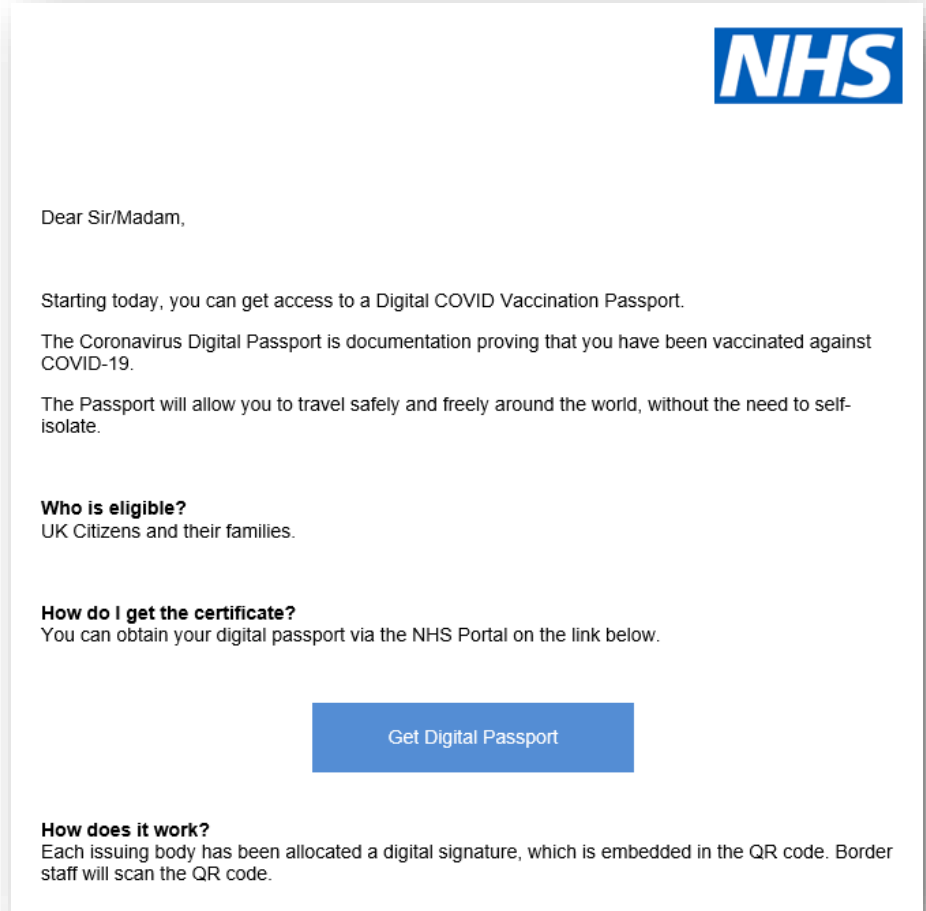 NHS
Dear Sir/Madam,
Starting today, you can get access to a Digital COVID Vaccination Passport.
The Coronavirus Digital Passport is documentation proving that you have been vaccinated against
COVID-19.
The Passport will allow you to travel safely and freely around the world, without the need to self-
isolate.
Who is eligible?
UK Citizens and their families.
How do I get the certificate?
You can obtain your digital passport via the NHS Portal on the link below.
Get Digital Passport
How does it work?
Each issuing body has been allocated a digital signature, which is embedded in the QR code. Border
staff will scan the QR code.